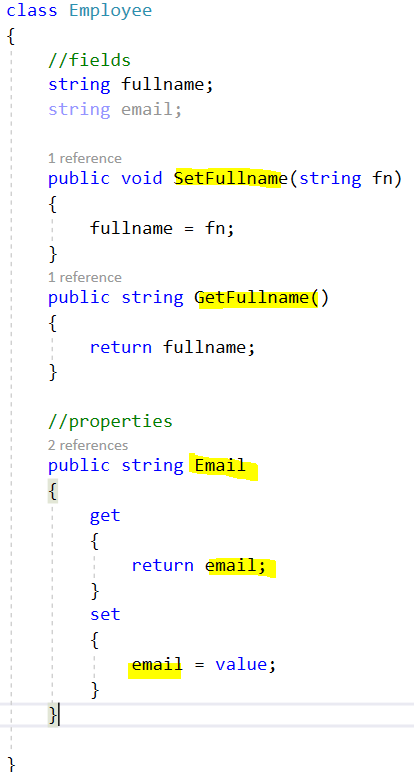 class Employee
{
//fields
string fullname;
string email;
1 reference
public void SetFullname(string fn)
{
fullname = fn;
}
1 reference
public string GetFullname()
{
return fullname;
}
//properties
2 references
public string Email
{
get
{
return email;
}
set
{
email = value;
}
}
}